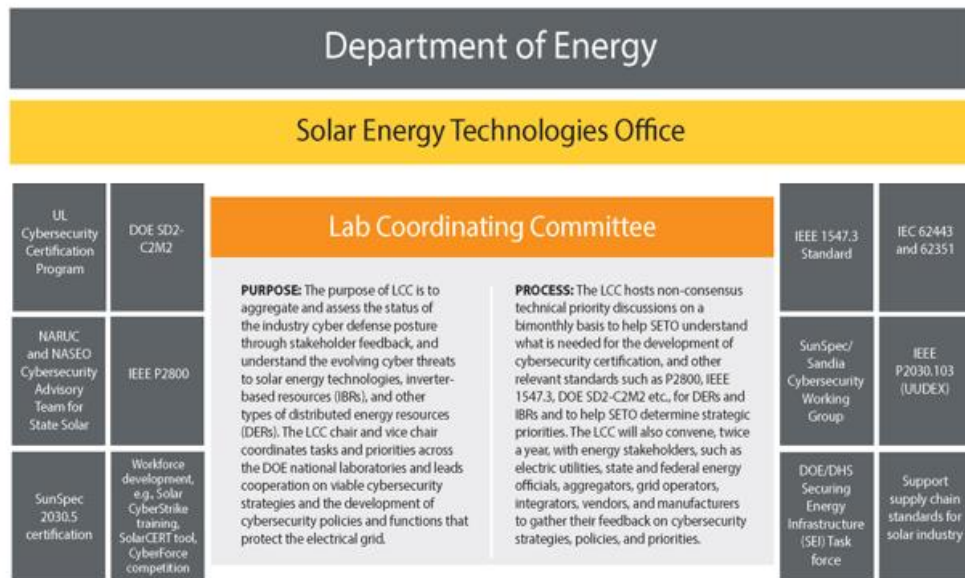 Department of Energy
Solar Energy Technologies Office
UL
Cybersecurity
Certification
Program
DOE SD2-
C2M2
NARUC
and NASEO
Cybersecurity
Advisory
Team for
State Solar
IEEE P2800
SunSpec
2030.5
certification
Workforce
development,
e.g., Solar
CyberStrike
training,
SolarCERT tool,
CyberForce
competition
Lab Coordinating Committee
PURPOSE: The purpose of LCC is to
aggregate and assess the status of
the industry cyber defense posture
through stakeholder feedback, and
understand the evolving cyber threats
to solar energy technologies, inverter-
based resources (IBRs), and other
types of distributed energy resources
(DERs). The LCC chair and vice chair
coordinates tasks and priorities across
the DOE national laboratories and leads
cooperation on viable cybersecurity
strategies and the development of
cybersecurity policies and functions that
protect the electrical grid.
PROCESS: The LCC hosts non-consensus
technical priority discussions on a
bimonthly basis to help SETO understand
what is needed for the development of
cybersecurity certification, and other
relevant standards such as P2800, IEEE
1547.3, DOE SD2-C2M2 etc., for DERs and
IBRs and to help SETO determine strategic
priorities. The LCC will also convene, twice
a year, with energy stakeholders, such as
electric utilities, state and federal energy
officials, aggregators, grid operators,
integrators, vendors, and manufacturers
to gather their feedback on cybersecurity
strategies, policies, and priorities.
IEEE 1547.3
Standard
IEC 62443
and 62351
SunSpec/
Sandia
Cybersecurity
Working
Group
IEEE
P2030.103
(UUDEX)
DOE/DHS
Securing
Energy
Infrastructure
(SEI) Task
force
Support
supply chain
standards for
solar industry